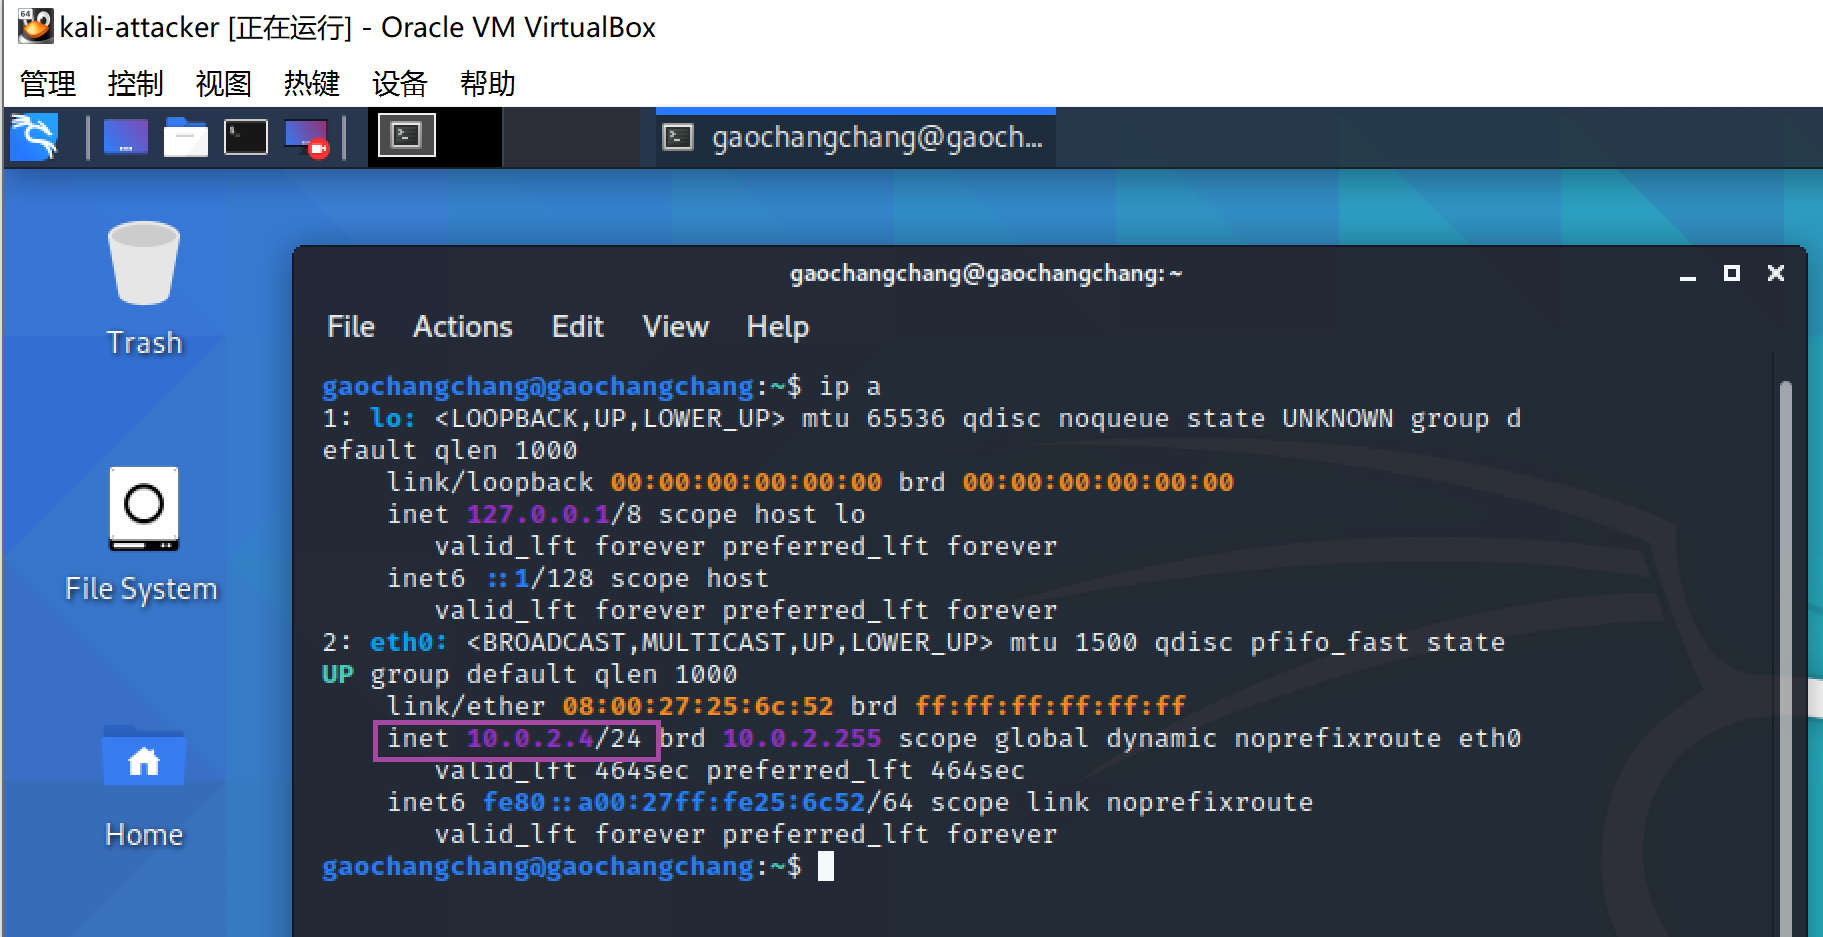 kali-attacker [正在运行] - Oracle VM VirtualBox
管理 控制 视图 热键 设备 帮助
gaochangchang@gaoch...
Trash
File System
Home
gaochangchang@gaochangchang: ~
File Actions Edit View Help
gaochangchang@gaochangchang:~$ ip a
1: lo: <LOOPBACK,UP,LOWER_UP> mtu 65536 qdisc noqueue state UNKNOWN group d
efault qlen 1000
link/loopback 00:00:00:00:00:00 brd 00:00:00:00:00:00
inet 127.0.0.1/8 scope host lo
valid_lft forever preferred_lft forever
inet6 ::1/128 scope host
valid_lft forever preferred_lft forever
2: eth0: <BROADCAST,MULTICAST,UP,LOWER_UP> mtu 1500 qdisc pfifo_fast state
UP group default qlen 1000
link/ether 08:00:27:25:6c:52 brd ff:ff:ff:ff:ff:ff
inet 10.0.2.4/24 brd 10.0.2.255 scope global dynamic noprefixroute eth0
valid_lft 464sec preferred_lft 464sec
inet6 fe80::a00:27ff:fe25:6c52/64 scope link noprefixroute
valid_lft forever preferred_lft forever
gaochangchang@gaochangchang:~$